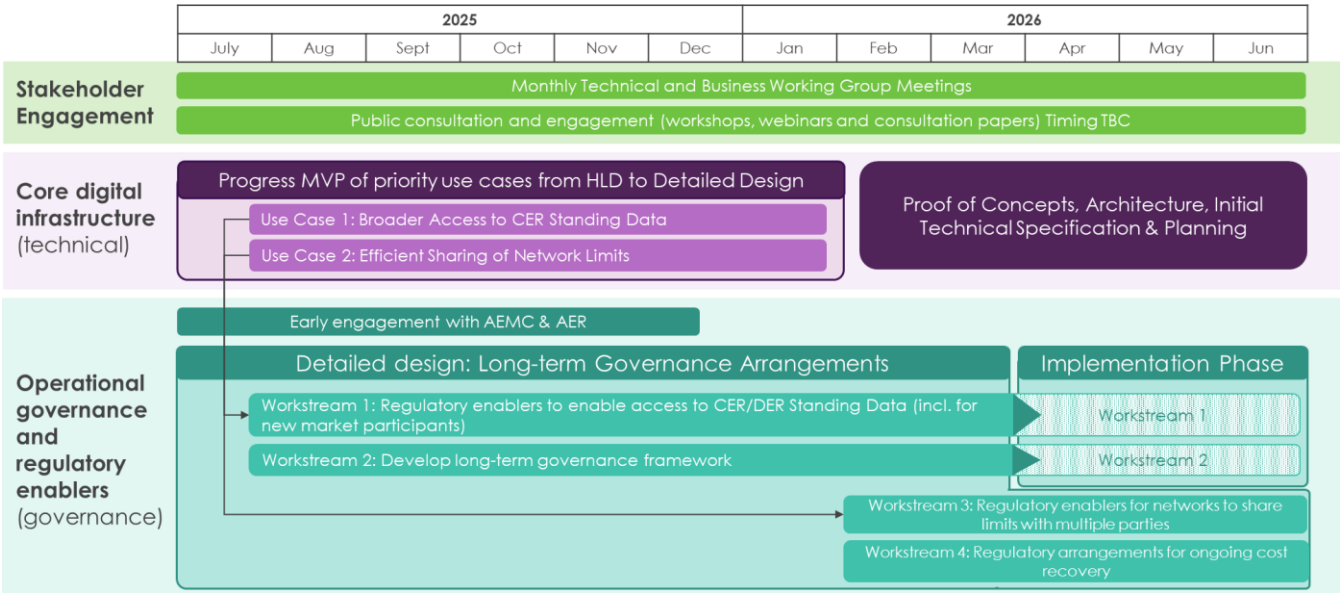 2025
2026
July
Aug
Sept
Oct
Nov
Dec
Jan
Feb
Mar
Apr
May
Jun
Stakeholder
Engagement
Monthly Technical and Business Working Group Meetings
Public consultation and engagement (workshops, webinars and consultation papers) Timing TBC
Core digital
infrastructure
(technical)
Progress MVP of priority use cases from HLD to Detailed Design
Use Case 1: Broader Access to CER Standing Data
Use Case 2: Efficient Sharing of Network Limits
Proof of Concepts, Architecture, Initial
Technical Specification & Planning
Operational
governance
and
regulatory
enablers
(governance)
Early engagement with AEMC & AER
Detailed design: Long-term Governance Arrangements
Implementation Phase
Workstream 1: Regulatory enablers to enable access to CER/DER Standing Data (incl. for
new market participants)
Workstream 1
Workstream 2: Develop long-term governance framework
Workstream 2
Workstream 3: Regulatory enablers for networks to share
limits with multiple parties
Workstream 4: Regulatory arrangements for ongoing cost
recovery